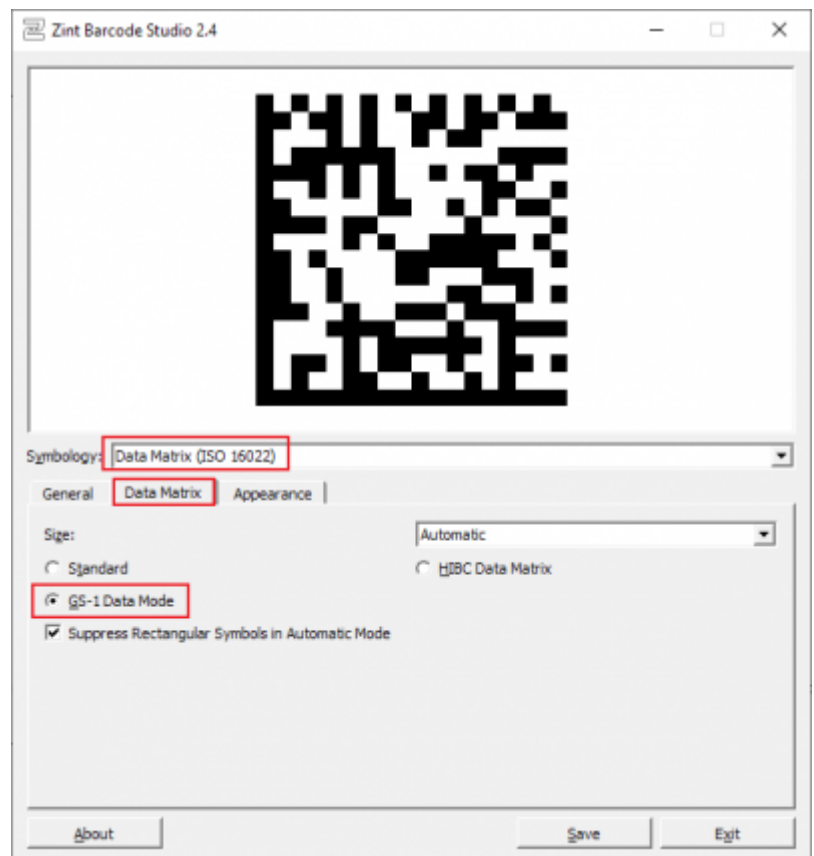 Zint Barcode Studio 2.4
Symbology: Data Matrix (ISO 16022)
General Data Matrix Appearance
Size: Automatic
Standard HIBC Data Matrix
GS-1 Data Mode
Suppress Rectangular Symbols in Automatic Mode
About Save Exit